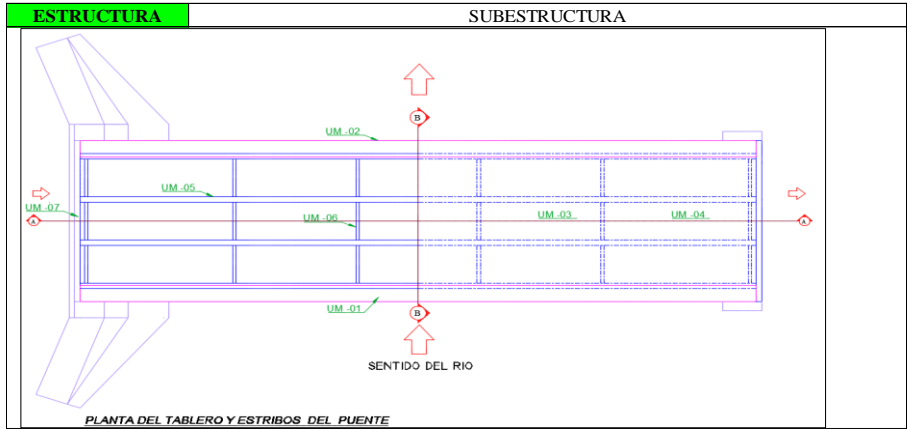 ESTRUCTURA SUBESTRUCTURA
B
UM -02
UM -05
UM -07
A
UM -06
UM -03
UM -04
A
UM -01
B
SENTIDO DEL RIO
PLANTA DEL TABLERO Y ESTRIBOS DEL PUENTE